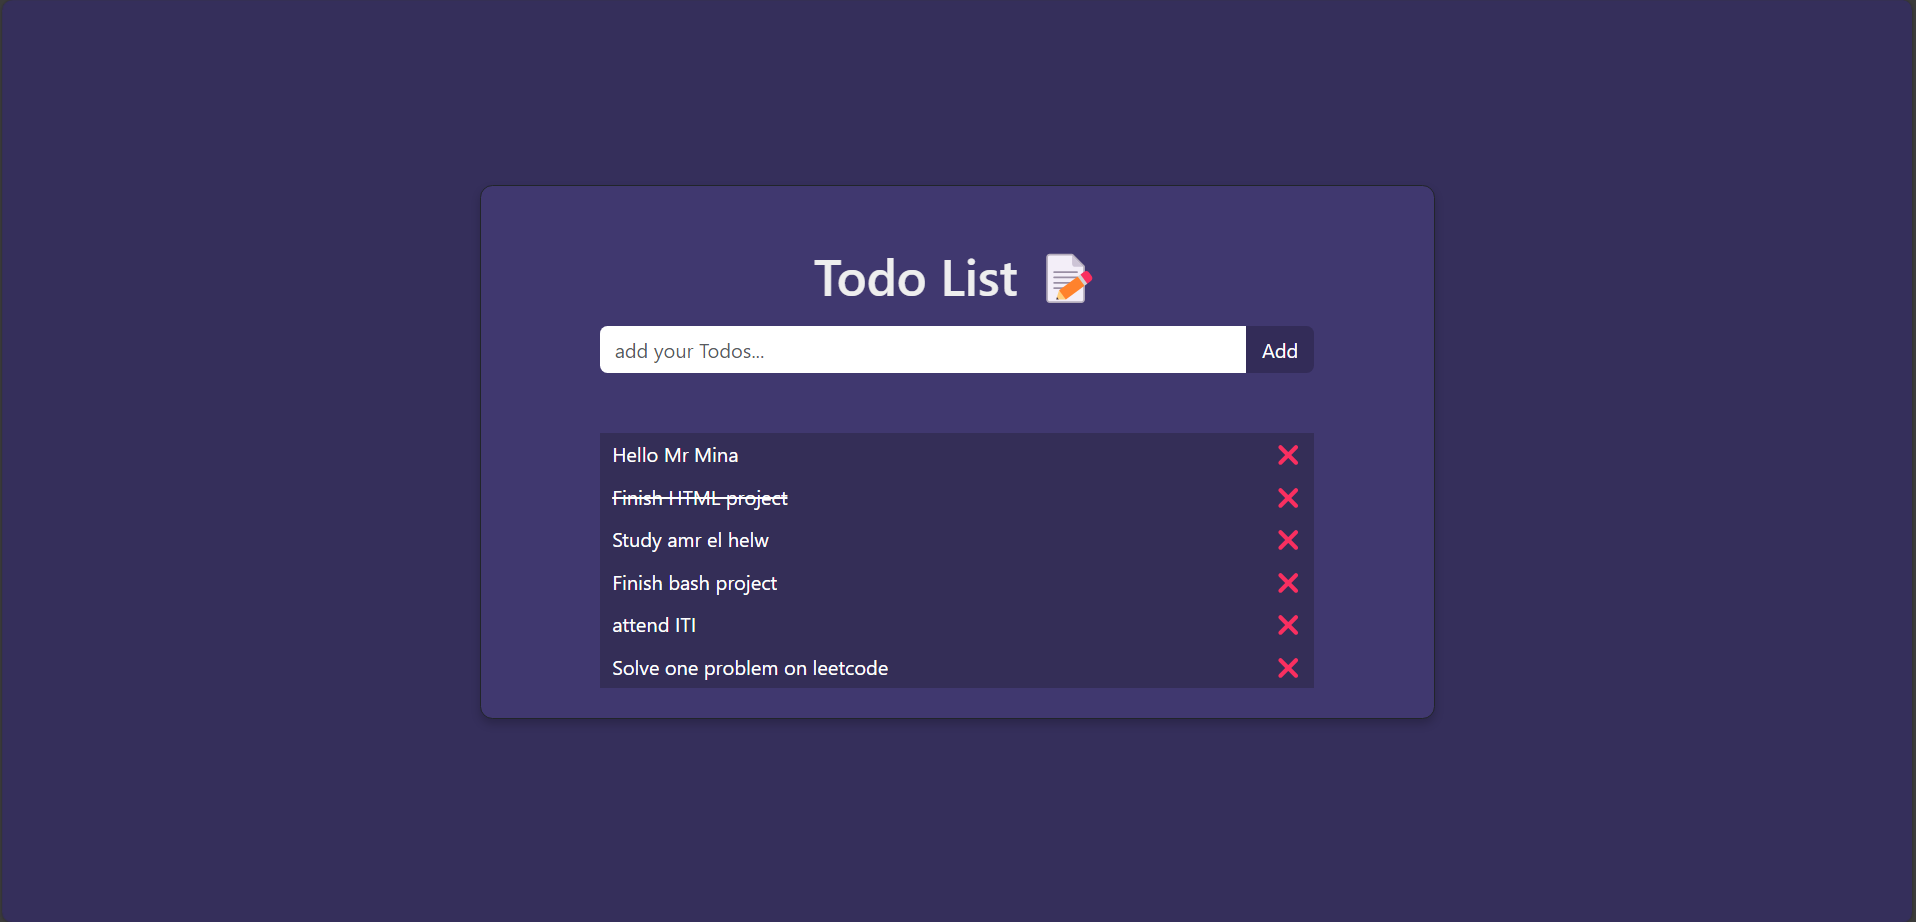 Todo List
add your Todos...
Add
Hello Mr Mina
Finish HTML project
Study amr el helw
Finish bash project
attend ITI
Solve one problem on leetcode